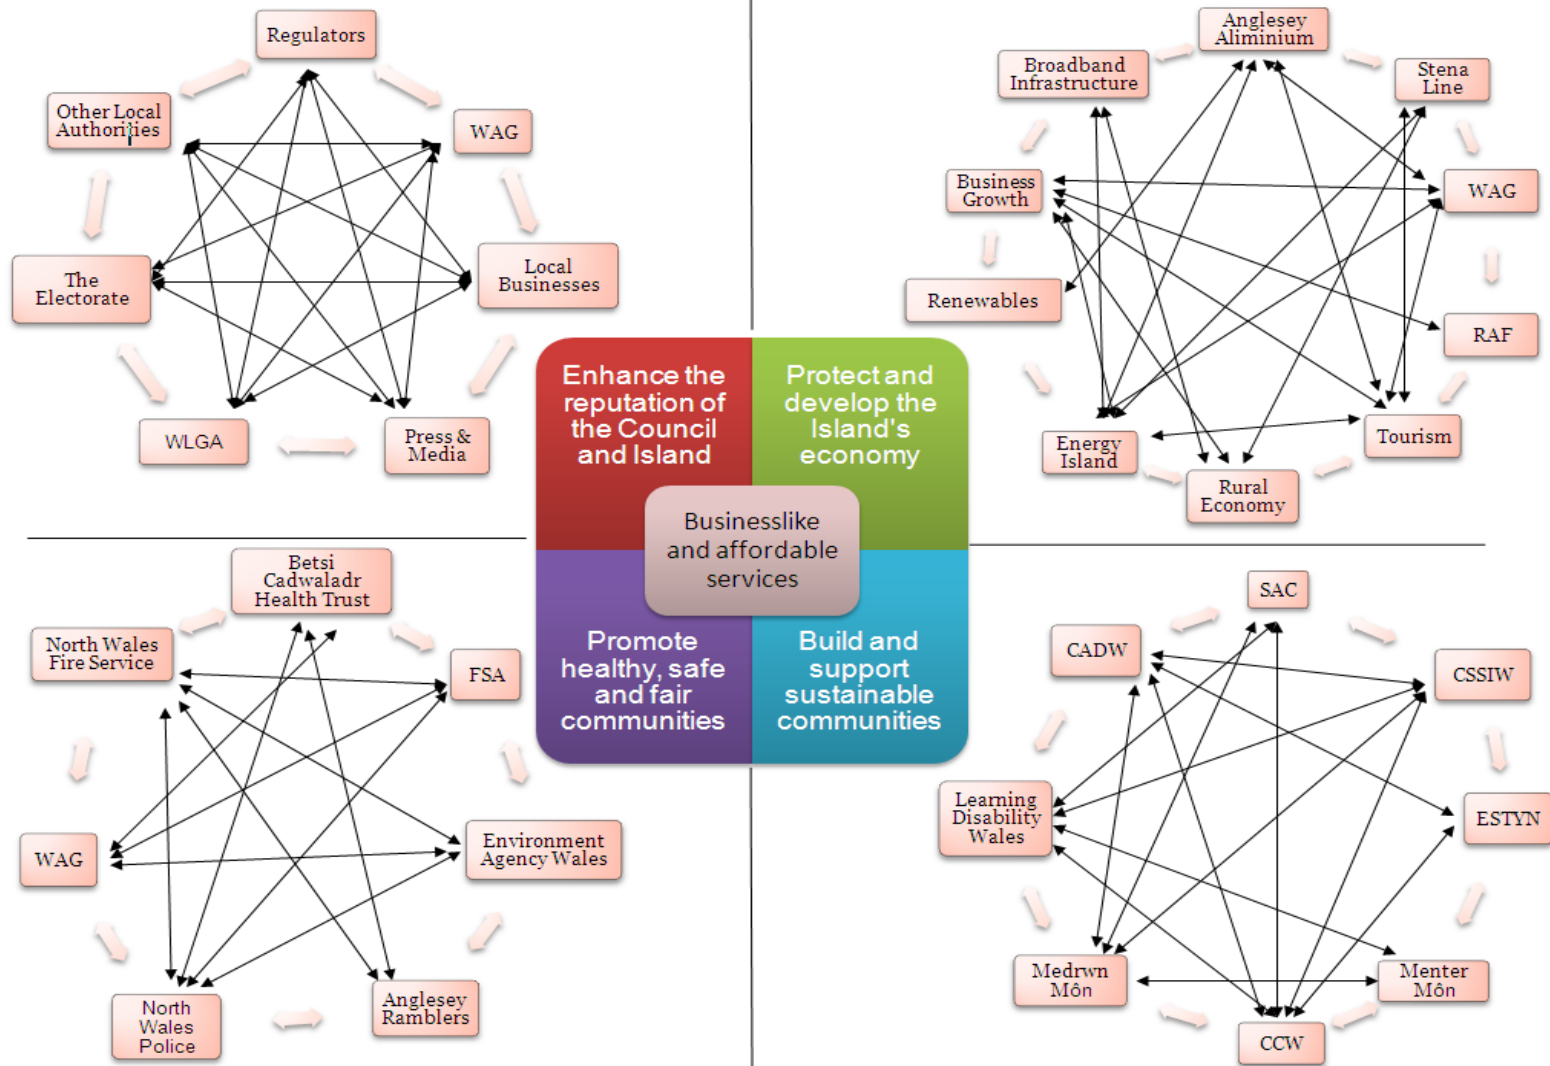 Regulators
Other Local
Authorities
WAG
The
Electorate
Local
Businesses
WLGA
Press &
Media
Anglesey
Aliminium
Broadband
Infrastructure
Stena
Line
Business
Growth
WAG
Renewables
RAF
Energy
Island
Tourism
Rural
Economy
Enhance the
reputation of
the Council
and Island
Protect and
develop the
Island's
economy
Businesslike
and affordable
services
Promote
healthy, safe
and fair
communities
Build and
support
sustainable
communities
Betsi
Cadwaladr
Health Trust
North Wales
Fire Service
FSA
WAG
Environment
Agency Wales
North
Wales
Police
Anglesey
Ramblers
SAC
CADW
CSSIW
Learning
Disability
Wales
ESTYN
Medrwn
Môn
Menter
Môn
CCW